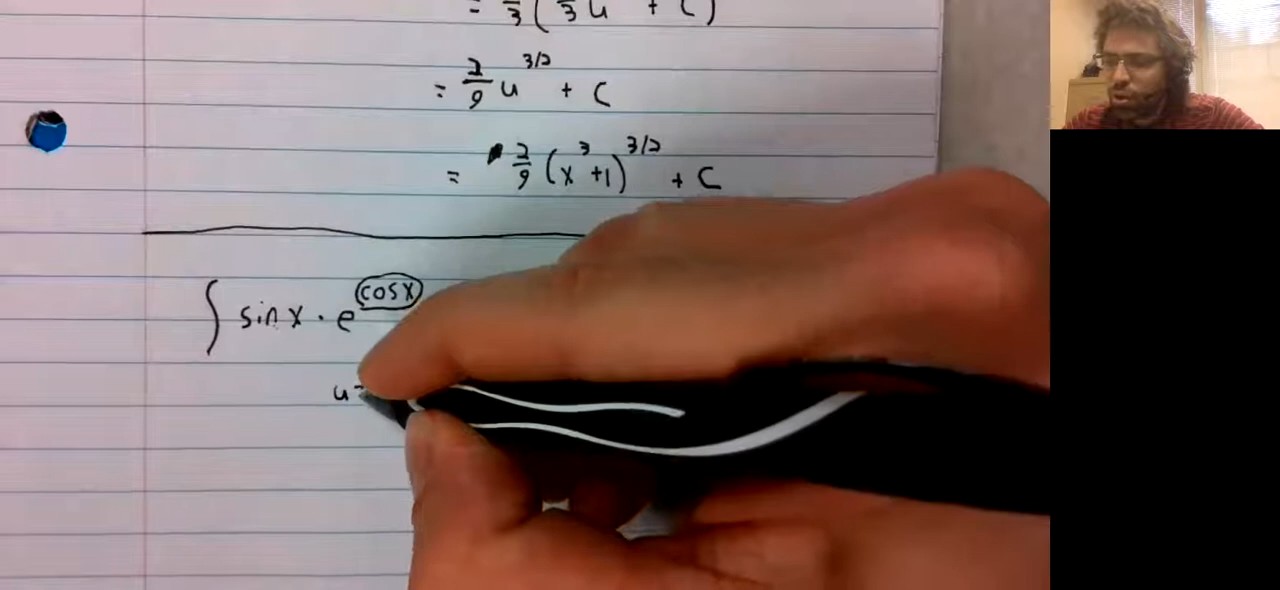 = 2/9 u^3/2 + C
= 2/9 (x^3 + 1)^3/2 + C
∫ sin x · e^cos x
u =